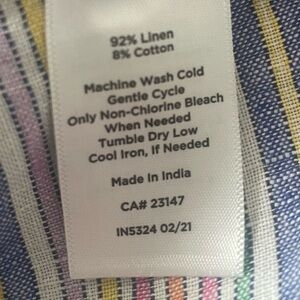 92% Linen
8% Cotton
Machine Wash Cold
Gentle Cycle
Only Non-Chlorine Bleach
When Needed
Tumble Dry Low
Cool Iron, If Needed
Made In India
CA# 23147
IN5324 02/21